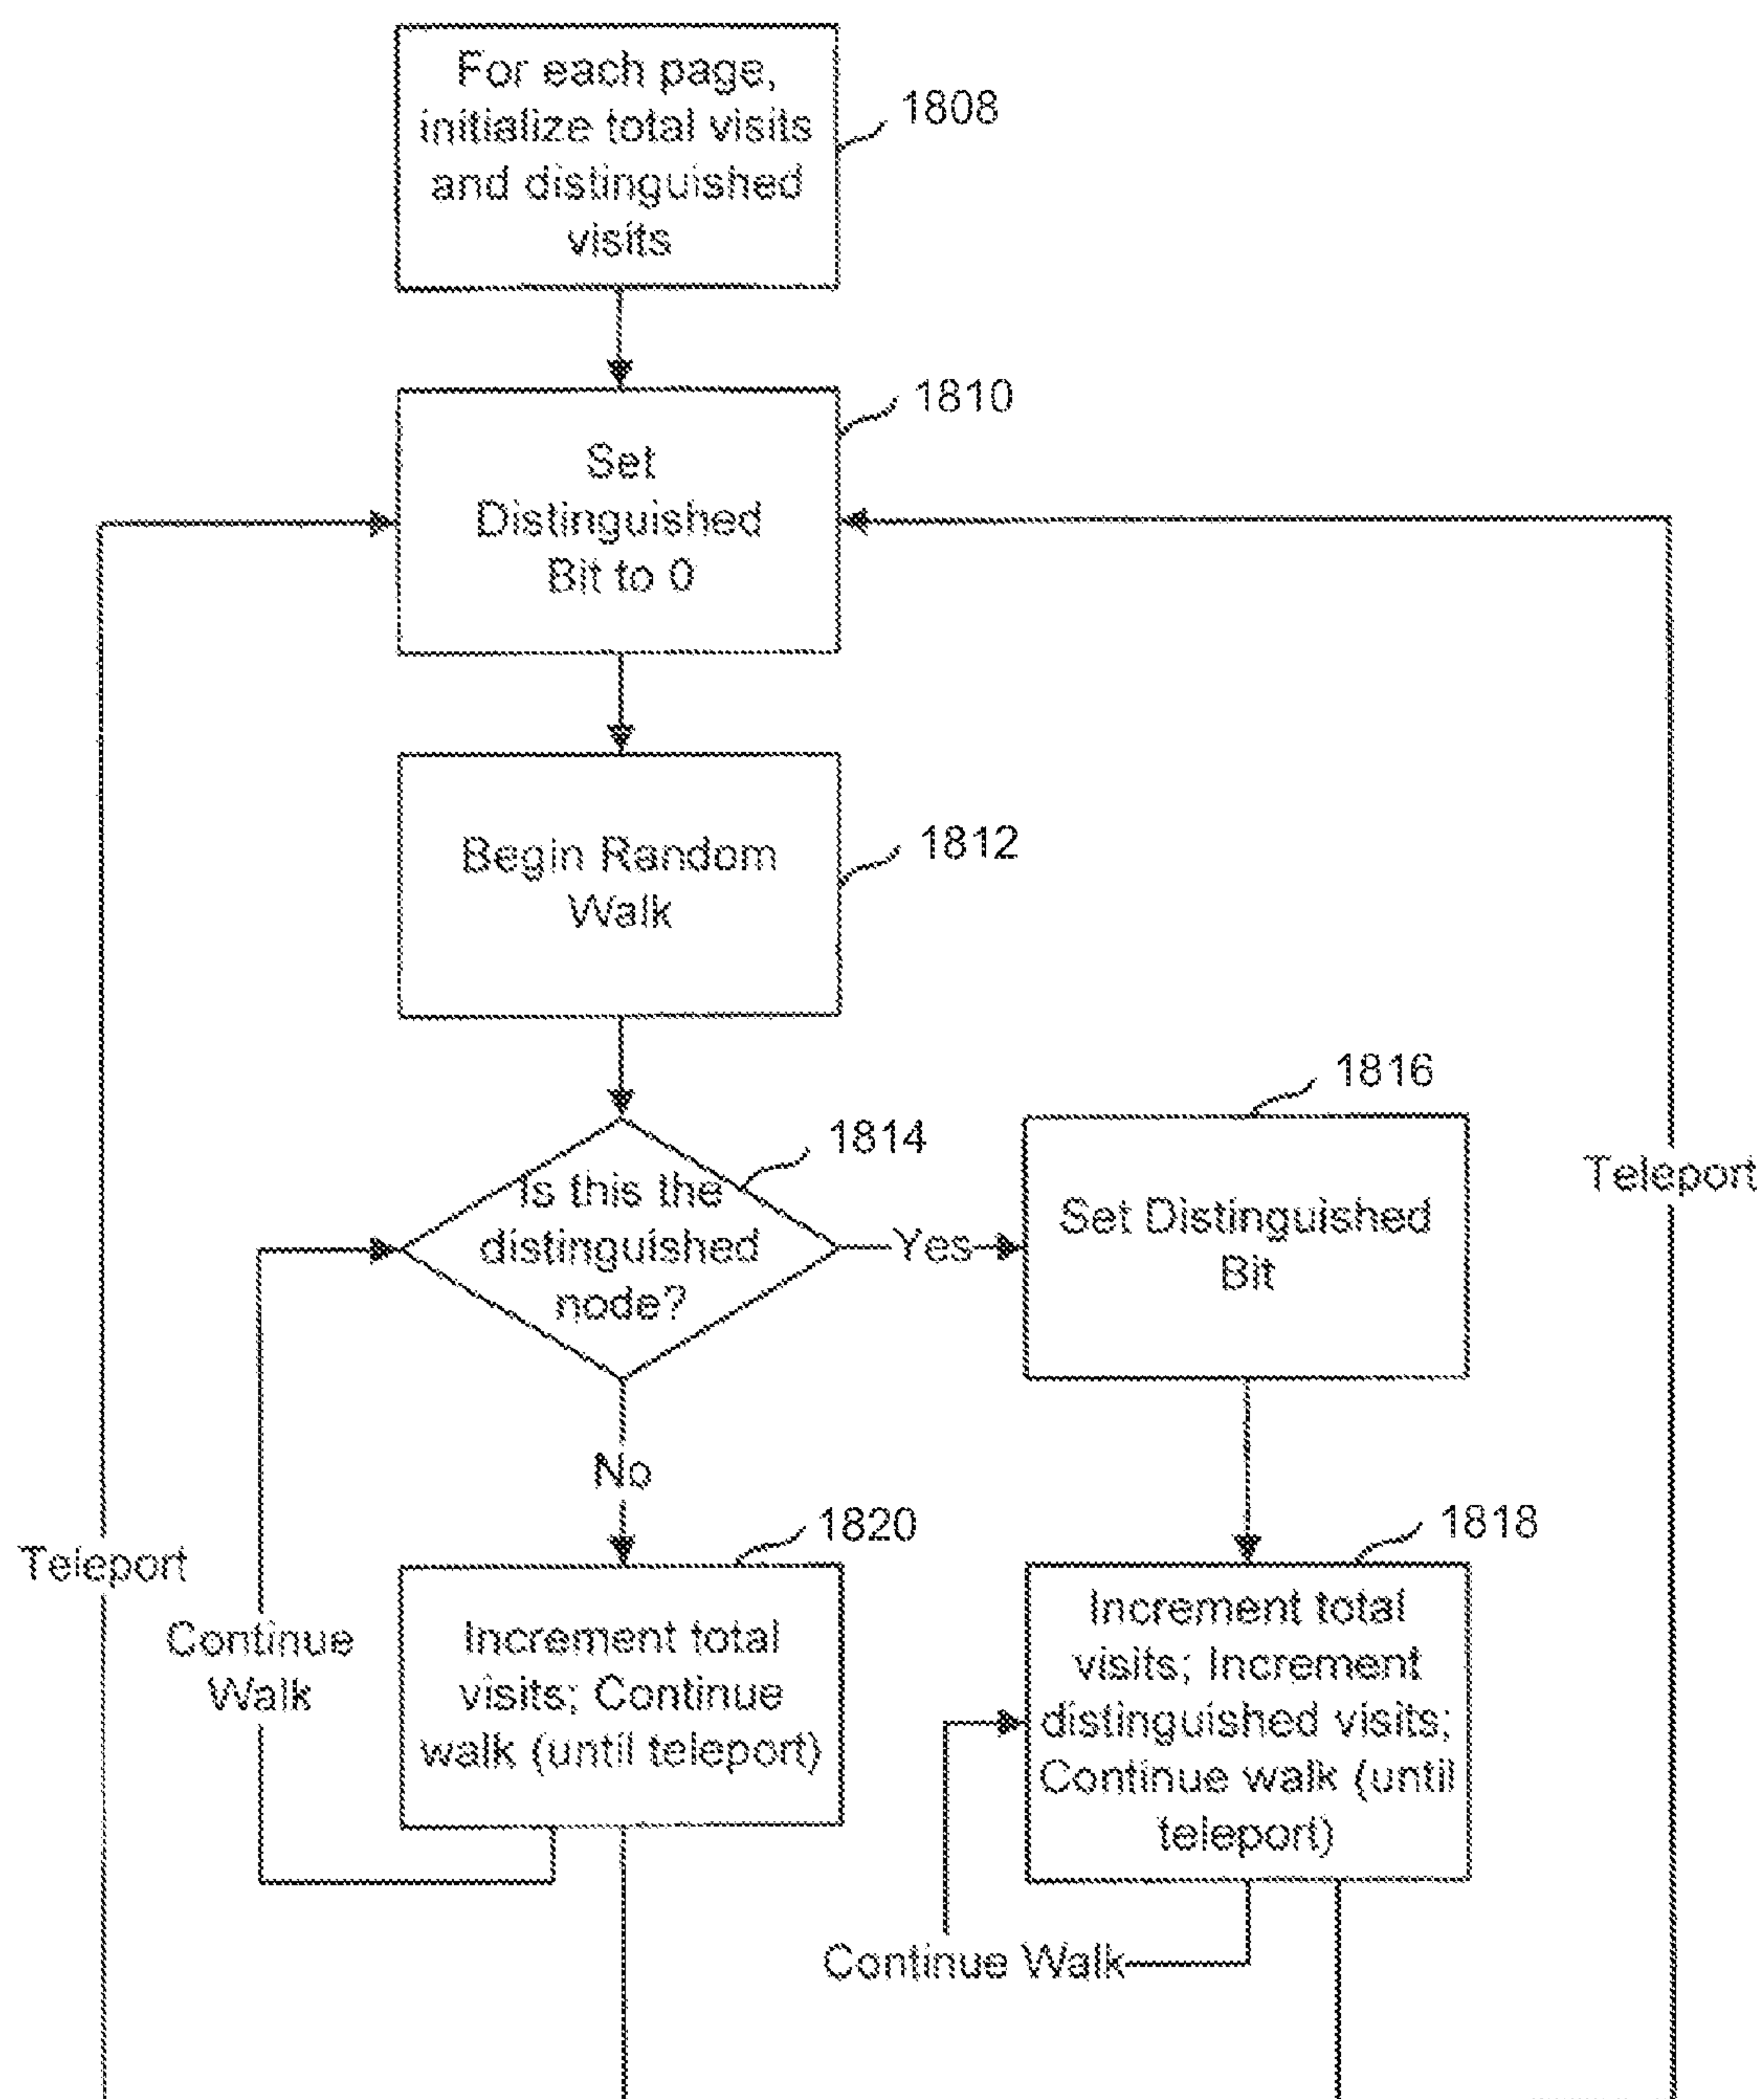 For each page,
initialize total visits
and distinguished
visits
1808
1810
Set
Distinguished
Bit to 0
Begin Random
Walk
1812
1816
1814
Is this the
distinguished
node?
Yes
Set Distinguished
Bit
Teleport
No
1820
1818
Teleport
Continue
Walk
Increment total
visits; Continue
walk (until teleport)
Increment total
visits; Increment
distinguished visits;
Continue walk (until
teleport)
Continue Walk